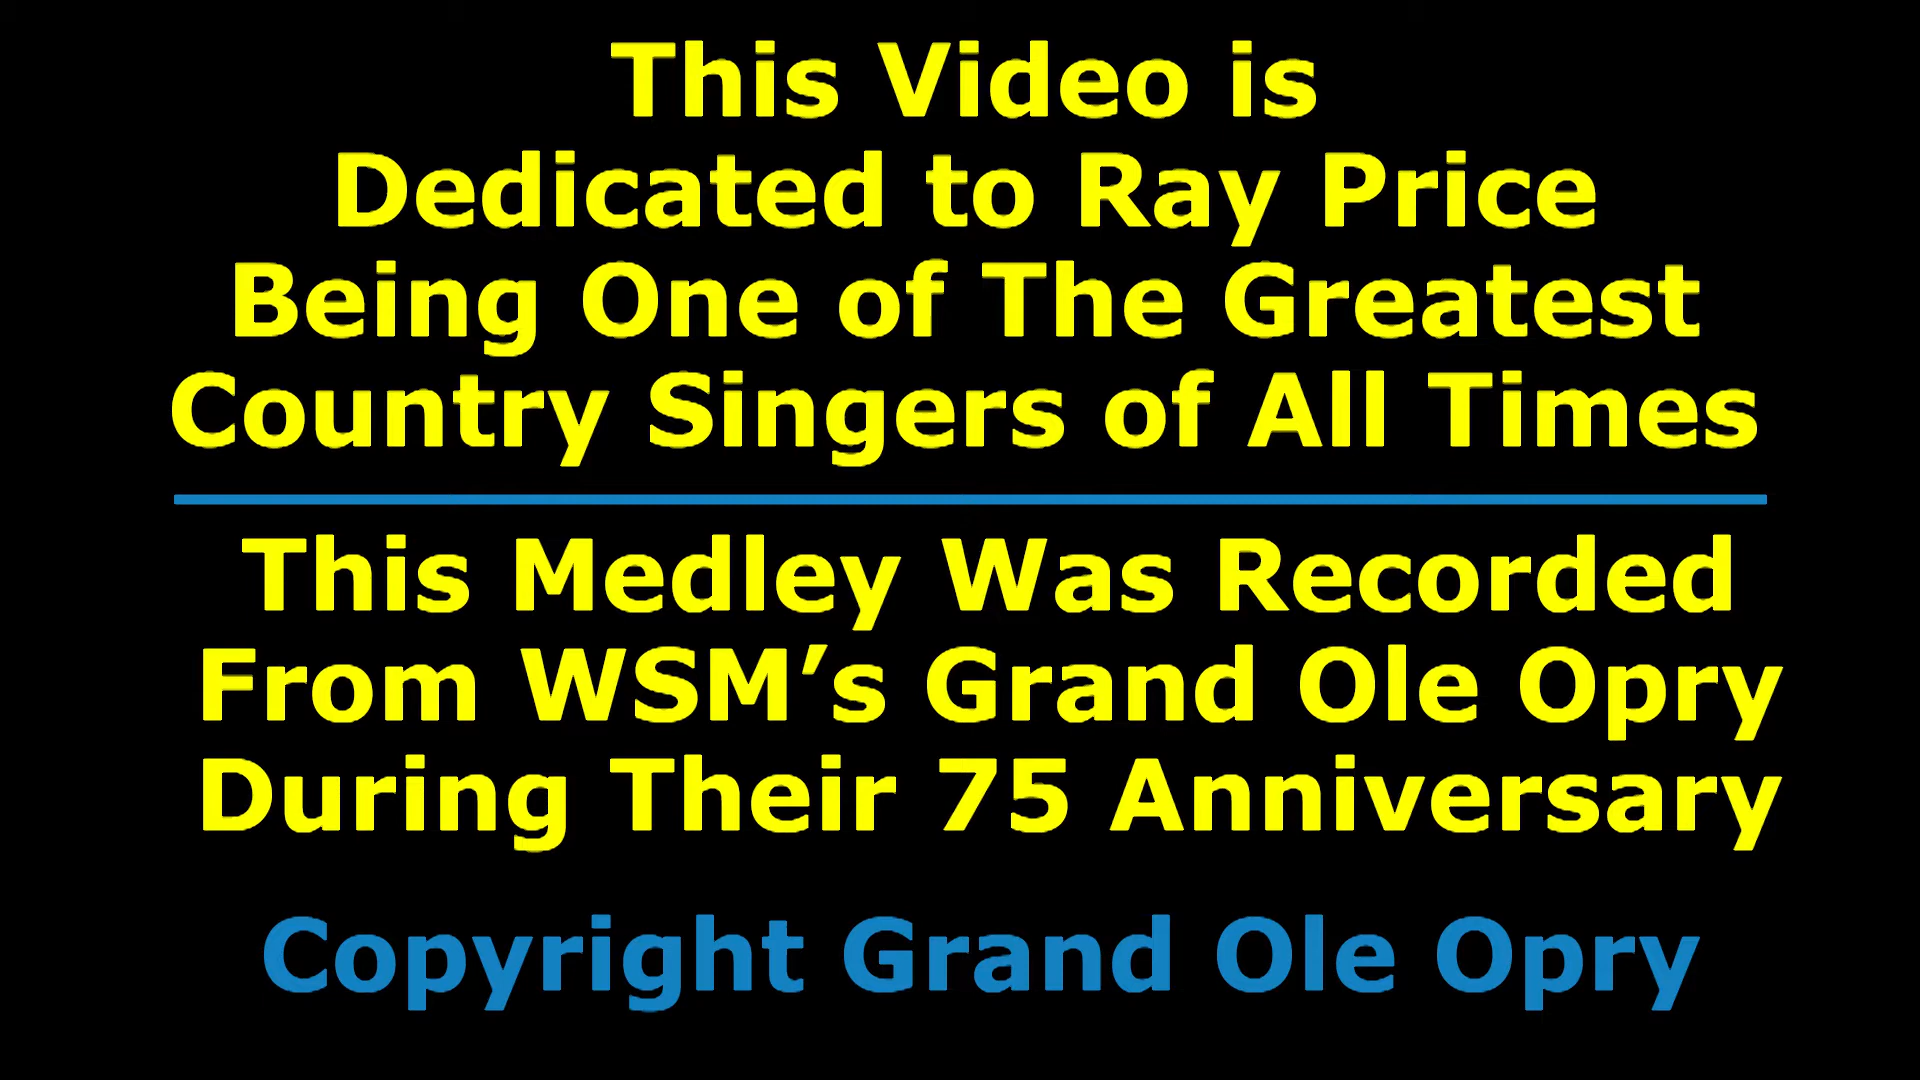 This Video is
Dedicated to Ray Price
Being One of The Greatest
Country Singers of All Times
This Medley Was Recorded
From WSM’s Grand Ole Opry
During Their 75 Anniversary
Copyright Grand Ole Opry